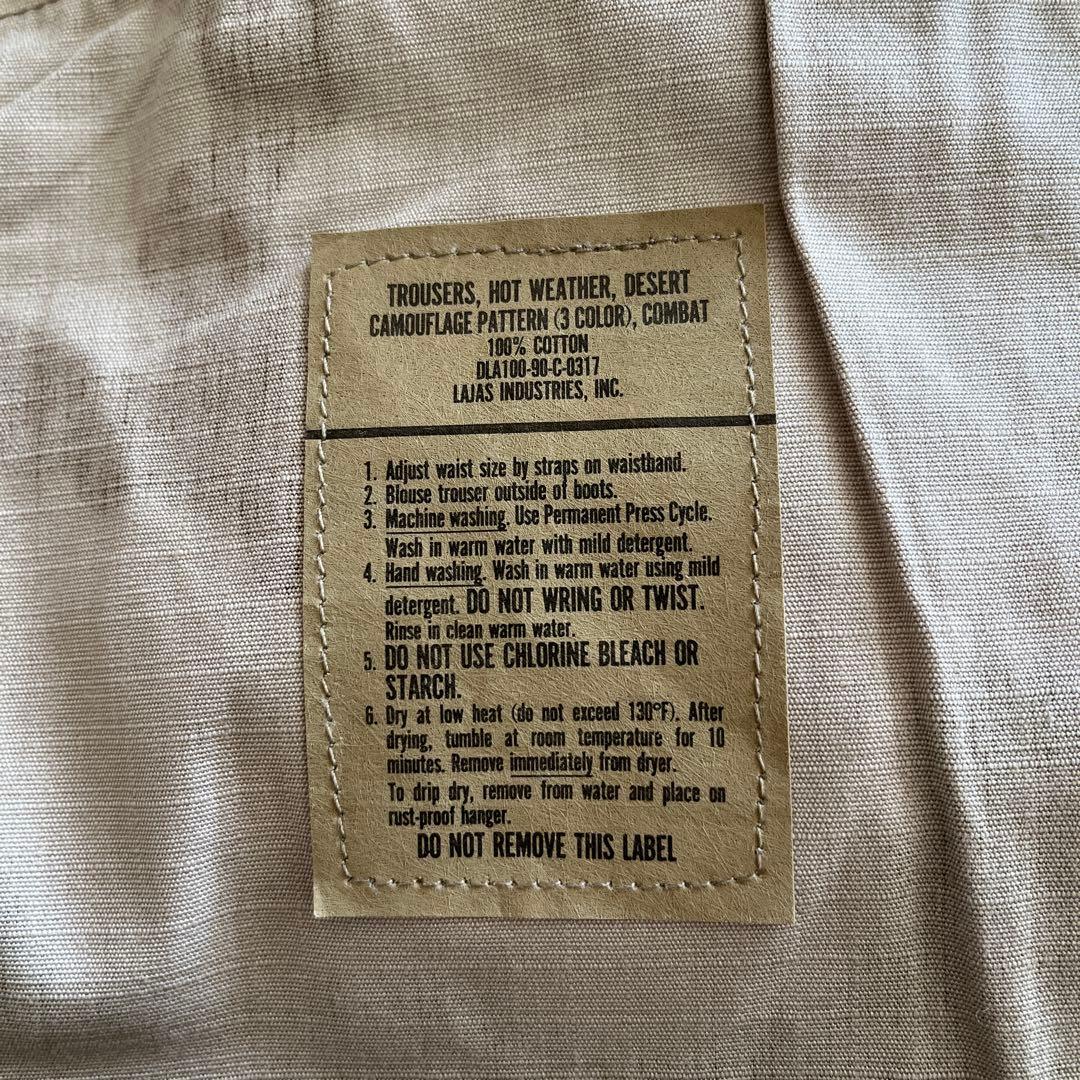 TROUSERS, HOT WEATHER, DESERT
CAMOUFLAGE PATTERN (3 COLOR), COMBAT
100% COTTON
DLA100-90-C-0317
LAJAS INDUSTRIES, INC.
1. Adjust waist size by straps on waistband.
2. Blouse trouser outside of boots.
3. Machine washing. Use Permanent Press Cycle.
Wash in warm water with mild detergent.
4. Hand washing. Wash in warm water using mild
detergent. DO NOT WRING OR TWIST.
Rinse in clean warm water.
5. DO NOT USE CHLORINE BLEACH OR
STARCH.
6. Dry at low heat (do not exceed 130°F). After
drying, tumble at room temperature for 10
minutes. Remove immediately from dryer.
To drip dry, remove from water and place on
rust-proof hanger.
DO NOT REMOVE THIS LABEL